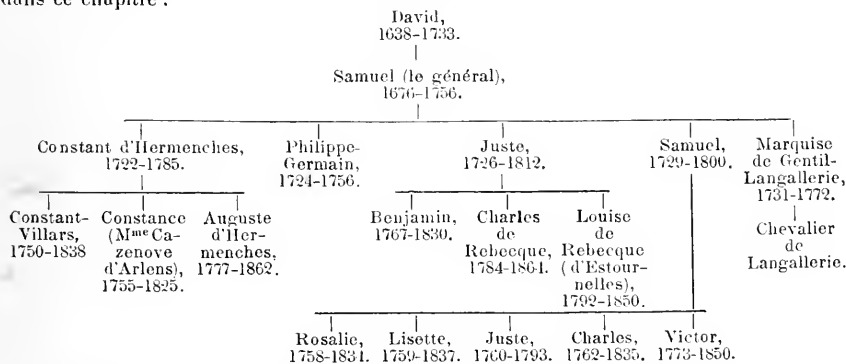 dans ce chapitre :
David,
1638-1733.
Samuel (le général),
1676-1756.
Constant d'Hermenches,
1722-1785.
Philippe-
Germain,
1724-1756.
Juste,
1726-1812.
Samuel,
1729-1800.
Marquise
de Gentil-
Langallerie,
1731-1772.
Constant-
Villars,
1750-1838
Constance
(Mme Ca-
zenove
d'Arlens),
1755-1825.
Auguste
d'Her-
menches,
1777-1862.
Benjamin,
1767-1830.
Charles
de
Rebecque,
1784-1864.
Louise
de
Rebecque
(d'Estour-
nelles),
1792-1850.
Chevalier
de
Langallerie.
Rosalie,
1758-1834.
Lisette,
1759-1837.
Juste,
1760-1793.
Charles,
1762-1835.
Victor,
1773-1850.